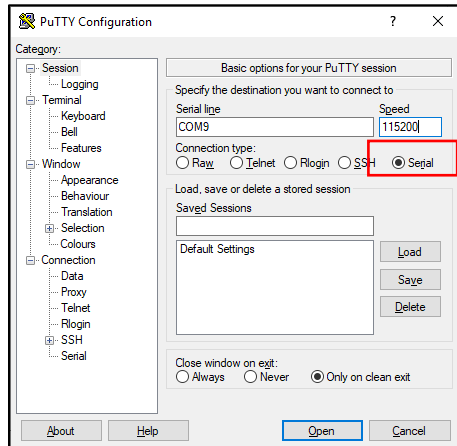 PuTTY Configuration
?
Category:
Session
Logging
Terminal
Keyboard
Bell
Features
Window
Appearance
Behaviour
Translation
Selection
Colours
Connection
Data
Proxy
Telnet
Rlogin
SSH
Serial
Basic options for your PuTTY session
Specify the destination you want to connect to
Serial line Speed
COM9 115200
Connection type:
Raw Telnet Rlogin SSH Serial
Load, save or delete a stored session
Saved Sessions
Default Settings
Load
Save
Delete
Close window on exit:
Always Never Only on clean exit
About Help Open Cancel